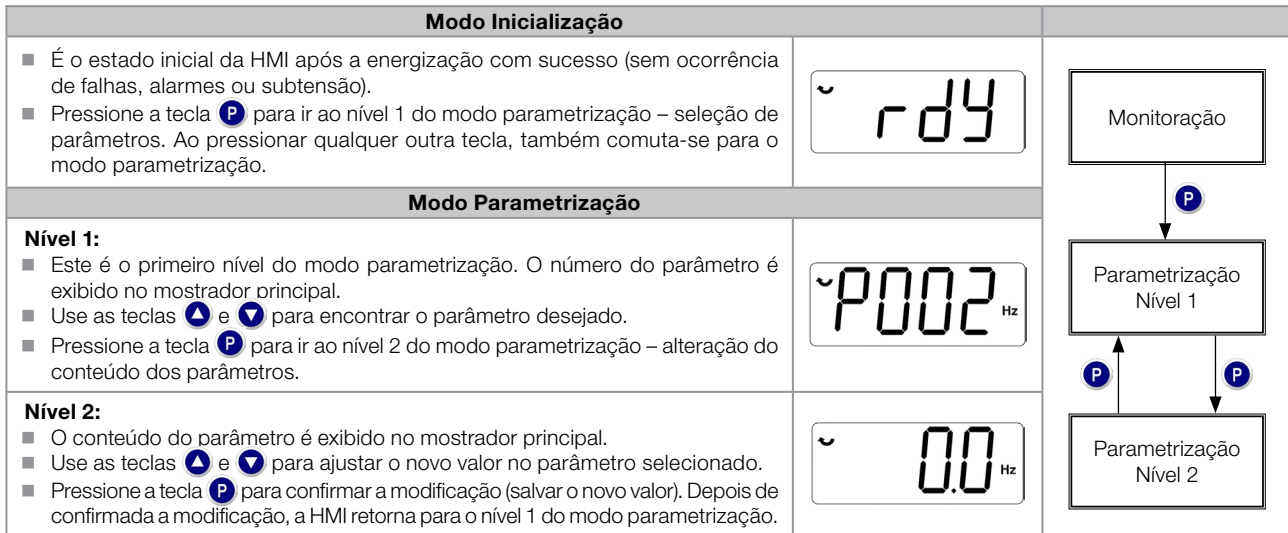 Modo Inicialização
■ É o estado inicial da HMI após a energização com sucesso (sem ocorrência
de falhas, alarmes ou subtensão).
■ Pressione a tecla P para ir ao nível 1 do modo parametrização – seleção de
parâmetros. Ao pressionar qualquer outra tecla, também comuta-se para o
modo parametrização.
rdY
Modo Parametrização
Nível 1:
■ Este é o primeiro nível do modo parametrização. O número do parâmetro é
exibido no mostrador principal.
■ Use as teclas e para encontrar o parâmetro desejado.
■ Pressione a tecla P para ir ao nível 2 do modo parametrização – alteração do
conteúdo dos parâmetros.
P002 Hz
Nível 2:
■ O conteúdo do parâmetro é exibido no mostrador principal.
■ Use as teclas e para ajustar o novo valor no parâmetro selecionado.
■ Pressione a tecla P para confirmar a modificação (salvar o novo valor). Depois de
confirmada a modificação, a HMI retorna para o nível 1 do modo parametrização.
0.0 Hz
Monitoração
P
Parametrização
Nível 1
P
P
Parametrização
Nível 2